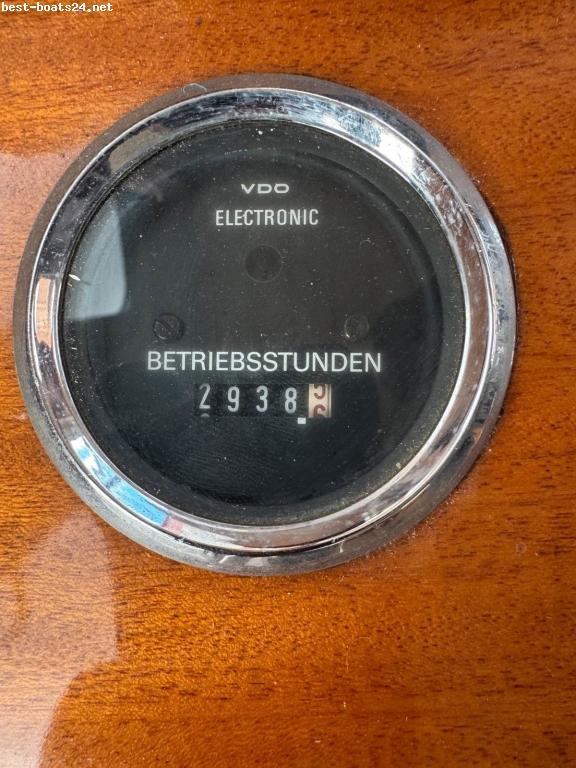 best-boats24.net
VDO
ELECTRONIC
BETRIEBSSTUNDEN
2938